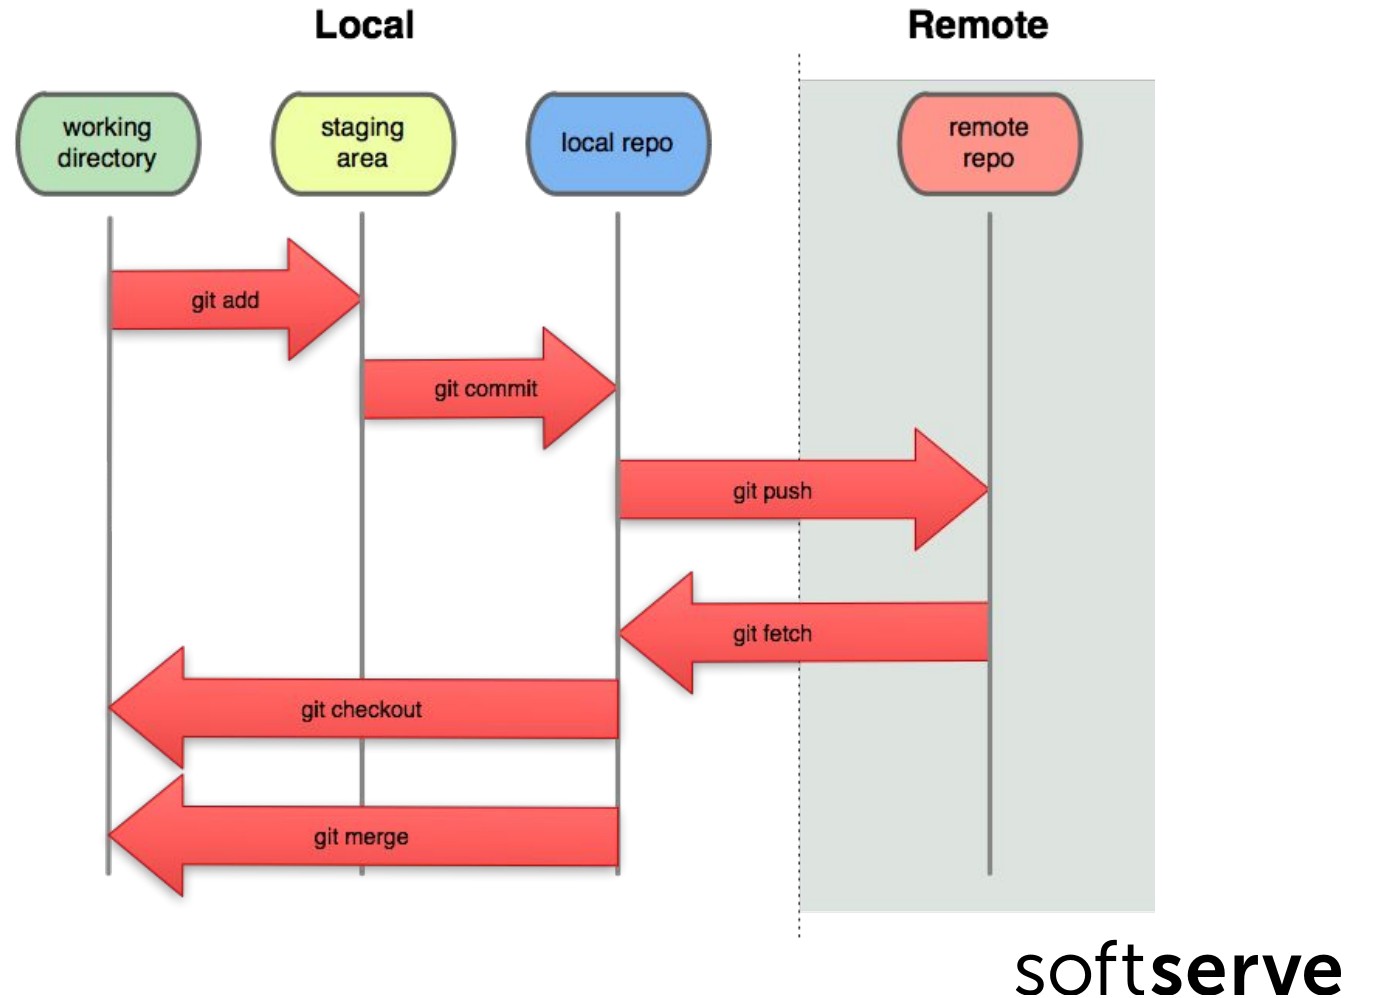 Local
Remote
working
directory
staging
area
local repo
remote
repo
git add
git commit
git push
git fetch
git checkout
git merge
softserve